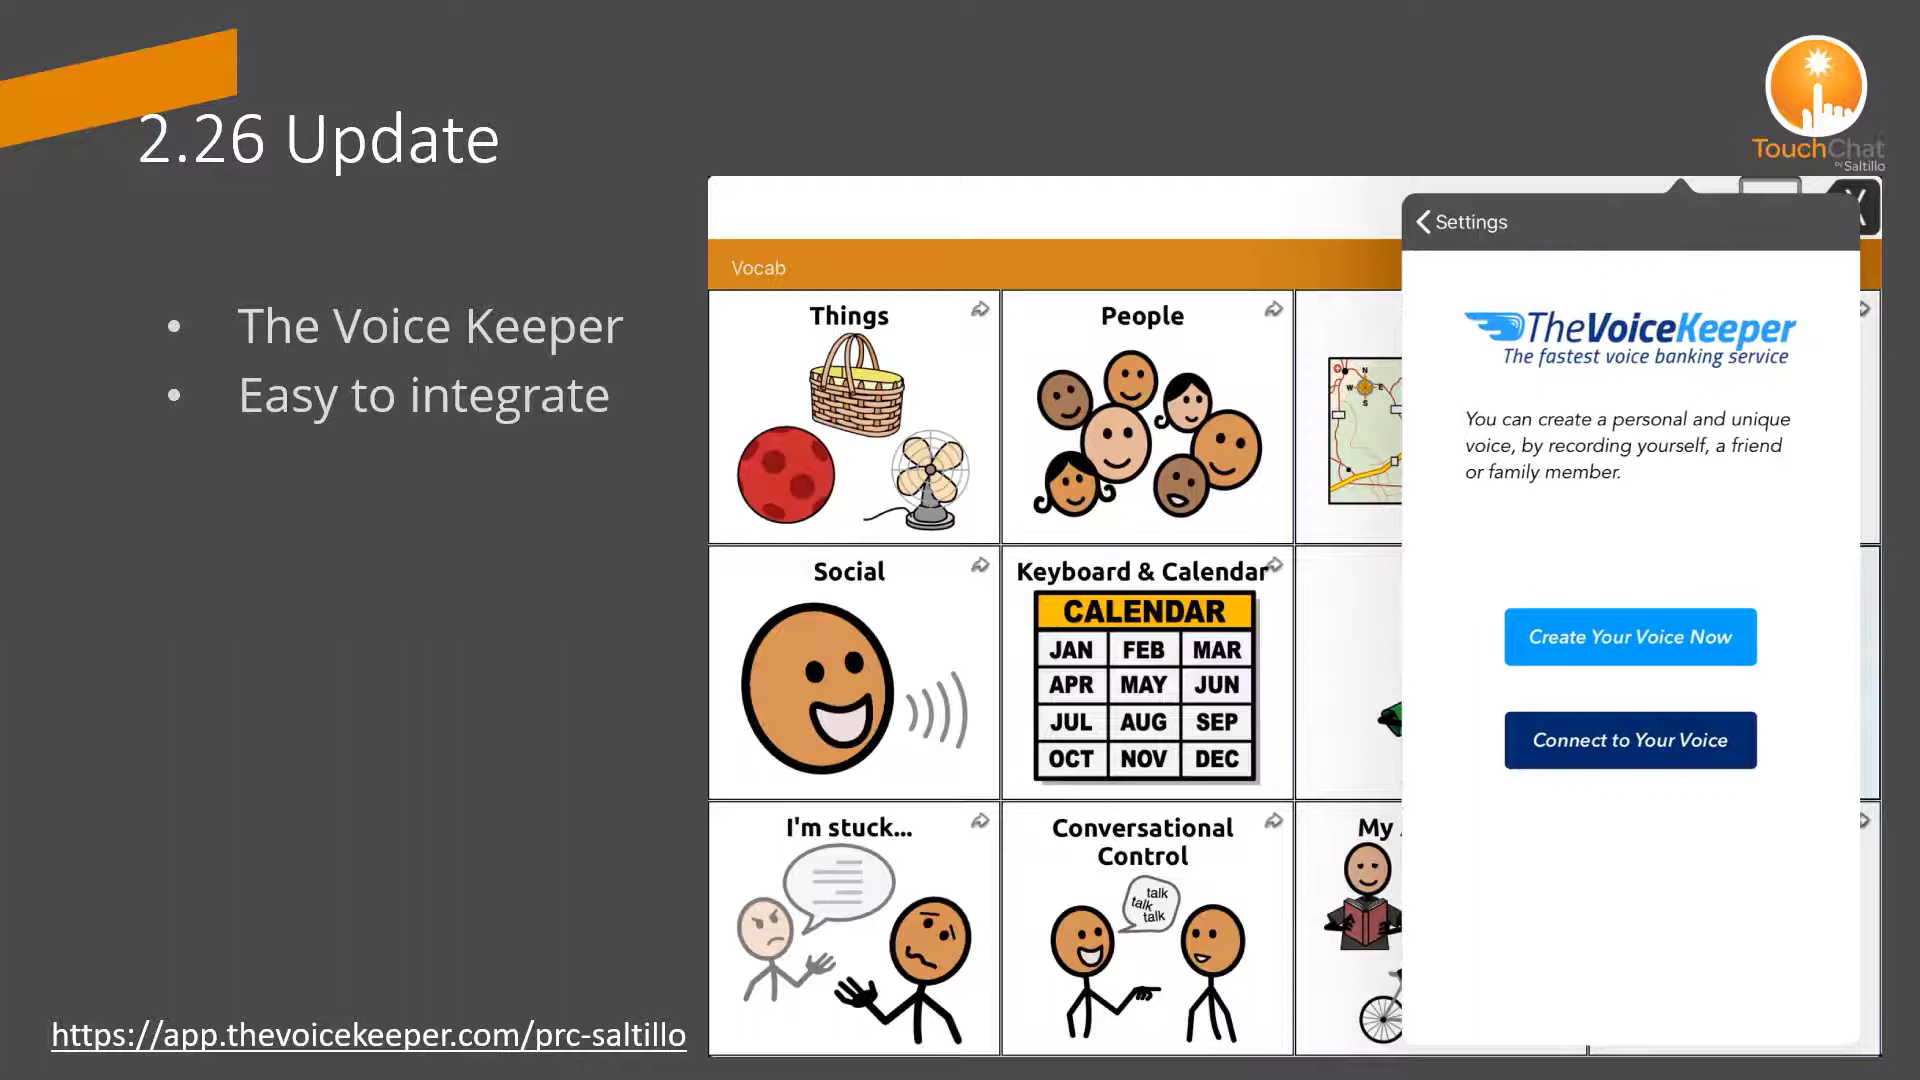 2.26 Update
• The Voice Keeper
• Easy to integrate
https://app.thevoicekeeper.com/prc-saltillo
TouchChat
by Saltillo
Settings
Vocab
Things
People
N
W E
S
Social
Keyboard & Calendar
CALENDAR
JAN FEB MAR
APR MAY JUN
JUL AUG SEP
OCT NOV DEC
I'm stuck...
Conversational
Control
talk
talk
talk
My
TheVoiceKeeper
The fastest voice banking service
You can create a personal and unique
voice, by recording yourself, a friend
or family member.
Create Your Voice Now
Connect to Your Voice